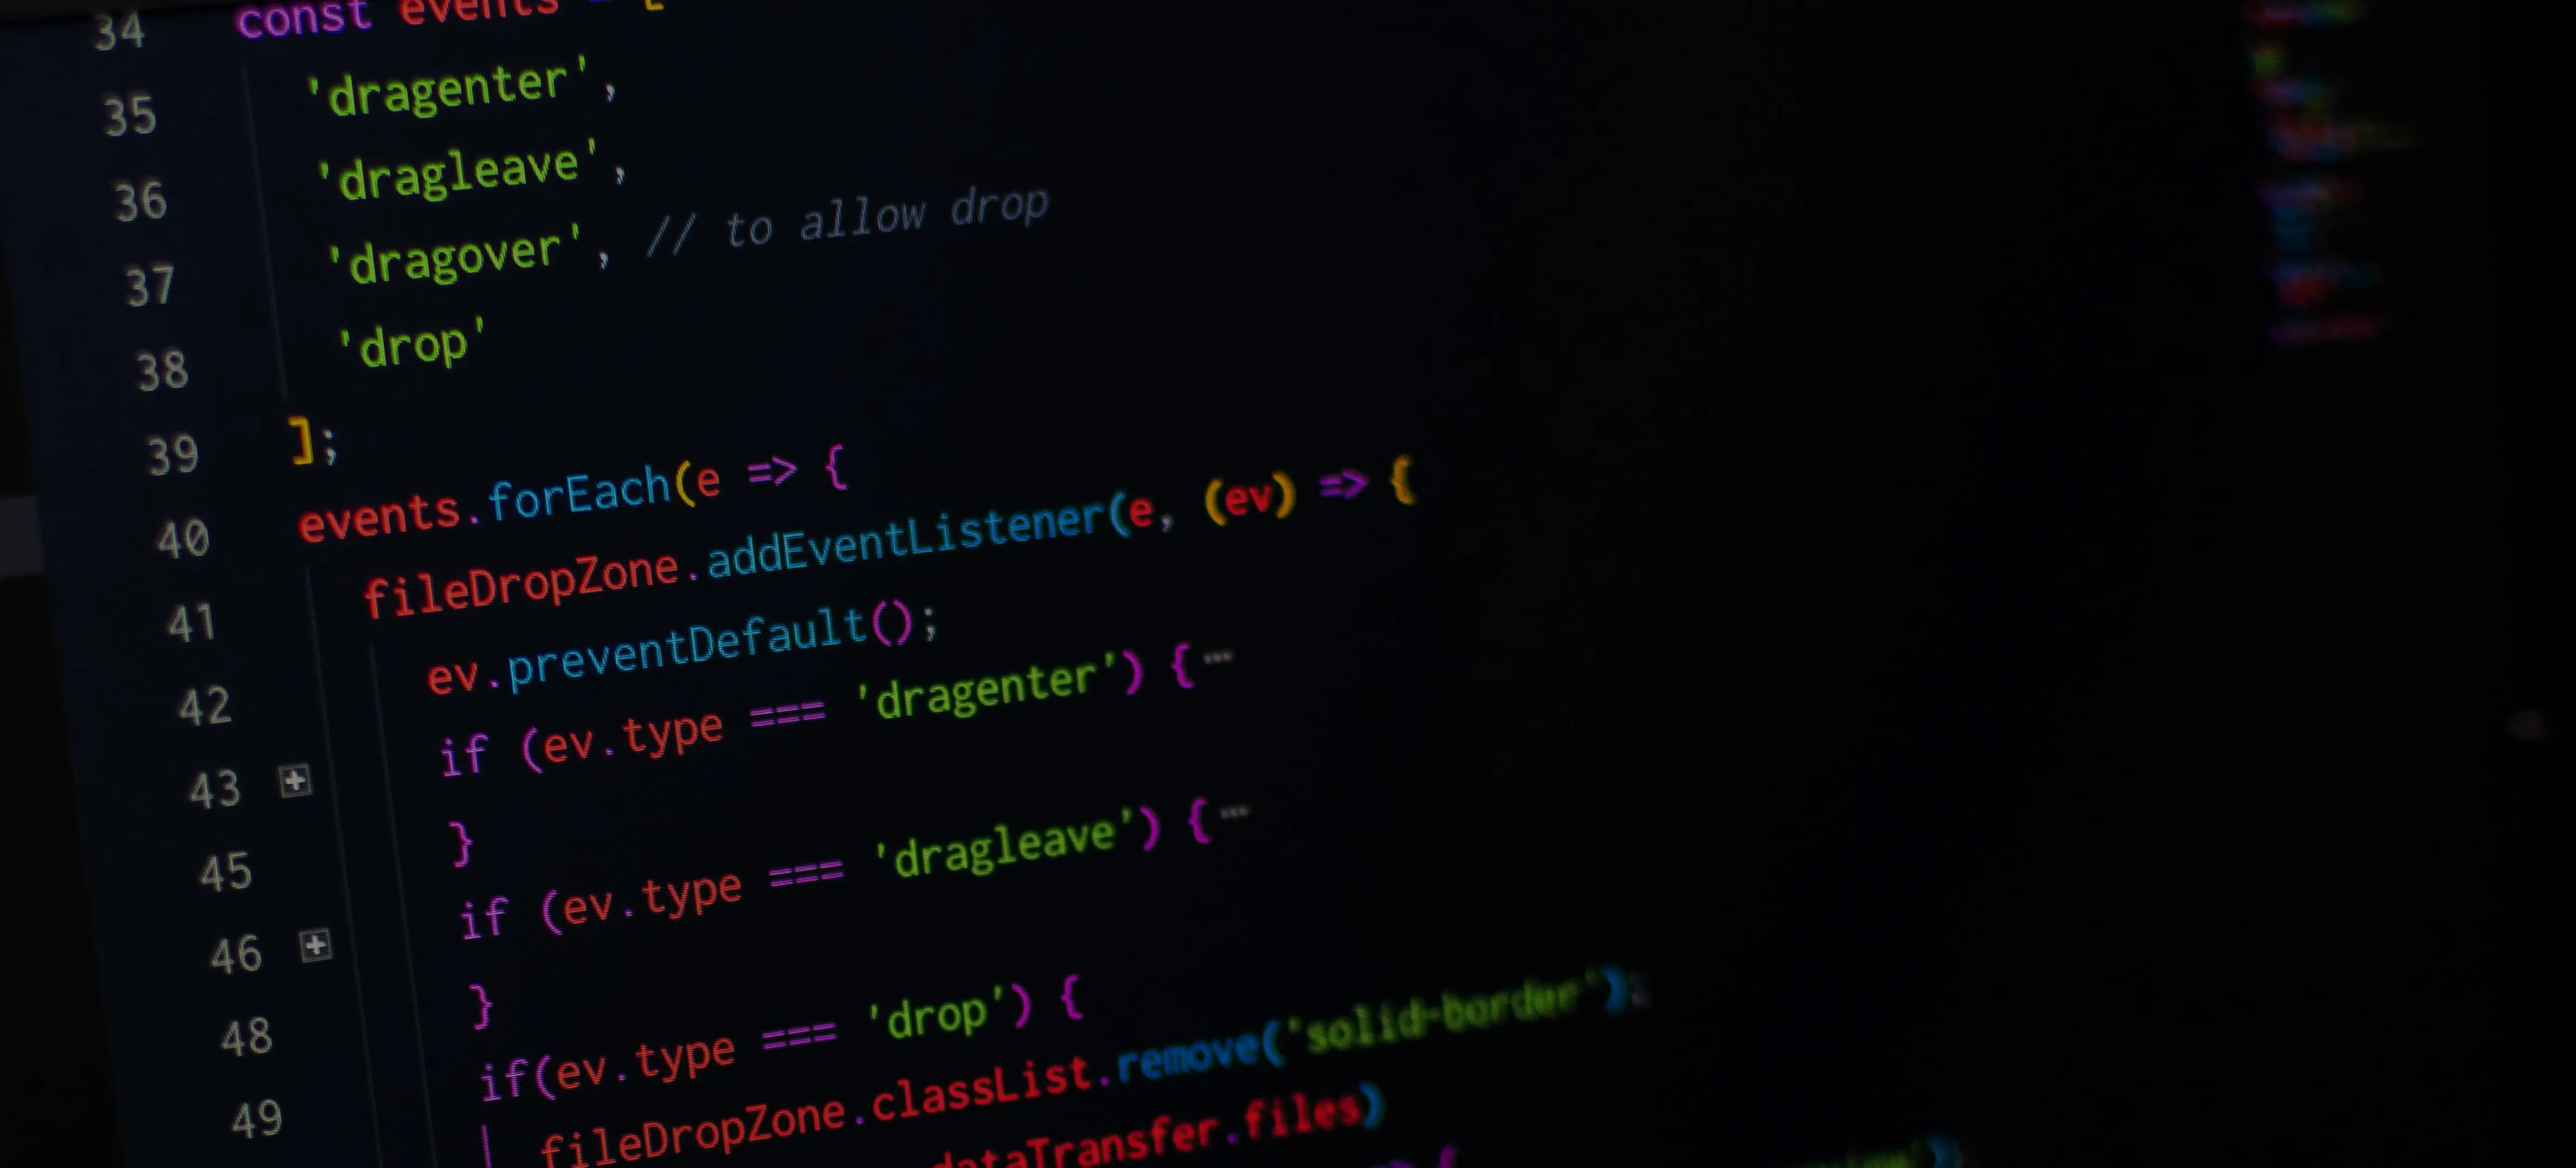 34 const events = [
35 'dragenter',
36 'dragleave',
37 'dragover', // to allow drop
38 'drop'
39 ];
40 events.forEach(e => {
41 fileDropZone.addEventListener(e, (ev) => {
42 ev.preventDefault();
43 if (ev.type === 'dragenter') {…
45 }
46 if (ev.type === 'dragleave') {…
48 }
49 if(ev.type === 'drop') {
fileDropZone.classList.remove('solid-border');
dataTransfer.files)
=> {